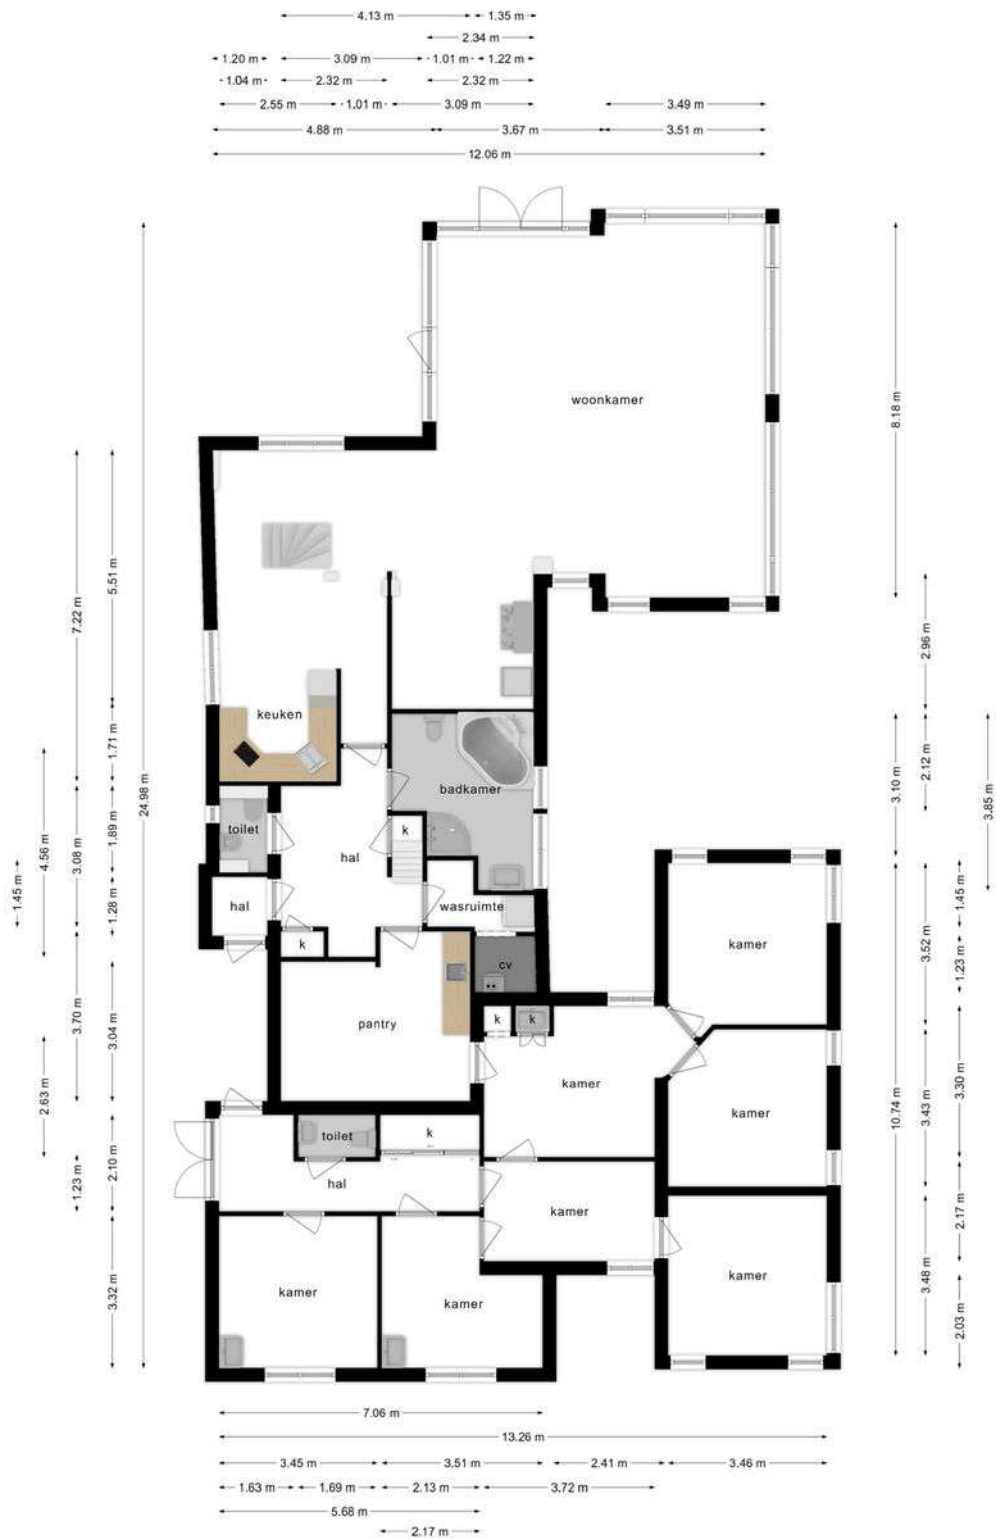 4.13 m 1.35 m
2.34 m
1.20 m 3.09 m 1.01 m 1.22 m
1.04 m 2.32 m 2.32 m
2.55 m 1.01 m 3.09 m 3.49 m
4.88 m 3.67 m 3.51 m
12.06 m
woonkamer
8.18 m
5.51 m
7.22 m
2.96 m
keuken
1.71 m
24.98 m
badkamer
2.12 m
3.10 m
3.85 m
toilet
k
1.89 m
4.56 m
3.08 m
hal
1.45 m
1.28 m
hal
wasruimte
1.45 m
3.52 m
k
kamer
cv
1.23 m
3.70 m
3.04 m
pantry
k
k
2.63 m
kamer
kamer
3.30 m
3.43 m
10.74 m
toilet
k
2.10 m
1.23 m
hal
kamer
2.17 m
3.48 m
kamer
kamer
kamer
3.32 m
2.03 m
7.06 m
13.26 m
3.45 m 3.51 m 2.41 m 3.46 m
1.63 m 1.69 m 2.13 m 3.72 m
5.68 m
2.17 m